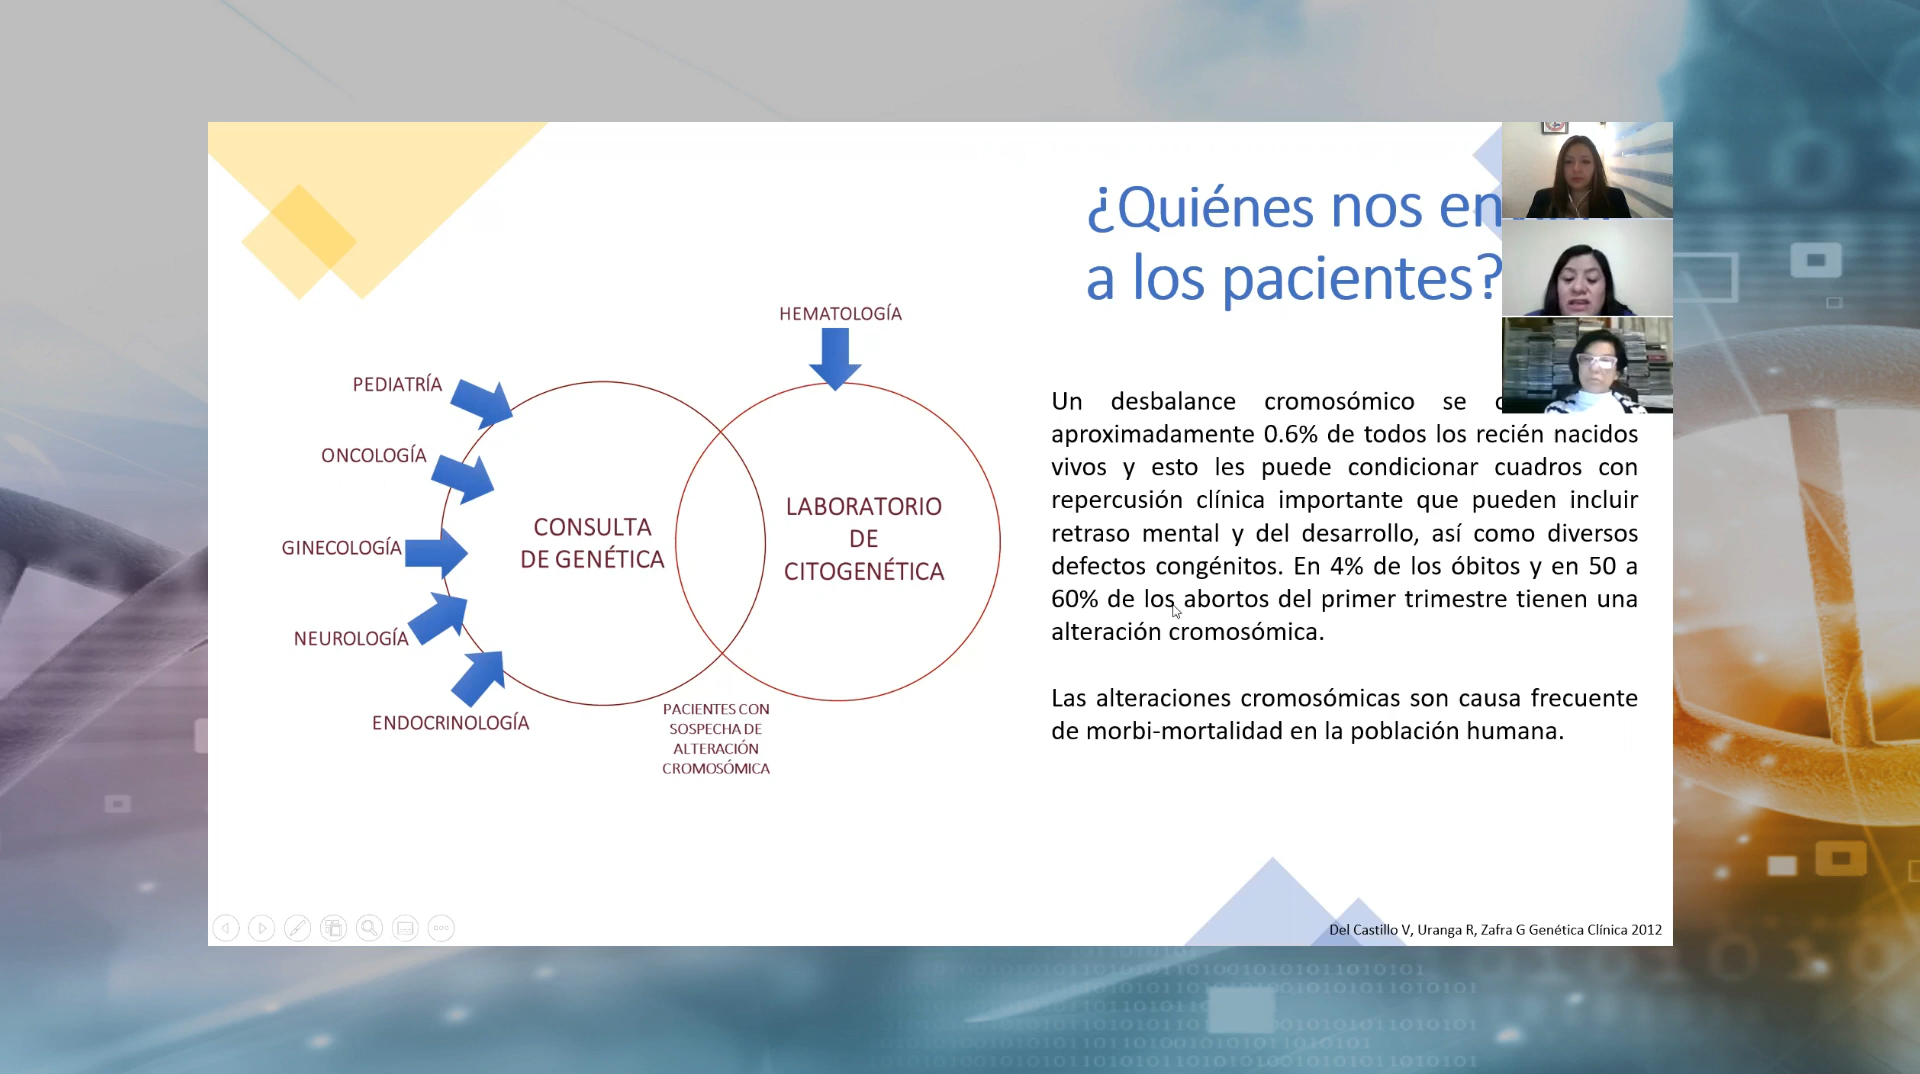 ¿Quiénes nos
a los pacientes?
HEMATOLOGÍA
PEDIATRÍA
ONCOLOGÍA
GINECOLOGÍA
NEUROLOGÍA
ENDOCRINOLOGÍA
CONSULTA
DE GENÉTICA
LABORATORIO
DE
CITOGENÉTICA
PACIENTES CON
SOSPECHA DE
ALTERACIÓN
CROMOSÓMICA
Un desbalance cromosómico se
aproximadamente 0.6% de todos los recién nacidos
vivos y esto les puede condicionar cuadros con
repercusión clínica importante que pueden incluir
retraso mental y del desarrollo, así como diversos
defectos congénitos. En 4% de los óbitos y en 50 a
60% de los abortos del primer trimestre tienen una
alteración cromosómica.
Las alteraciones cromosómicas son causa frecuente
de morbi-mortalidad en la población humana.
Del Castillo V, Uranga R, Zafra G Genética Clínica 2012